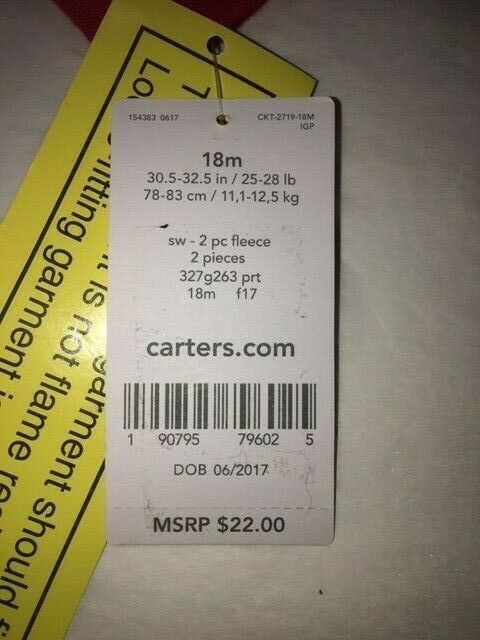 154383 0617 CKT-2719-18M
IGP
18m
30.5-32.5 in / 25-28 lb
78-83 cm / 11,1-12,5 kg
sw - 2 pc fleece
2 pieces
327g263 prt
18m f17
carters.com
1 90795 79602 5
DOB 06/2017
MSRP $22.00
garment should
fitting garment it is not flame
garment